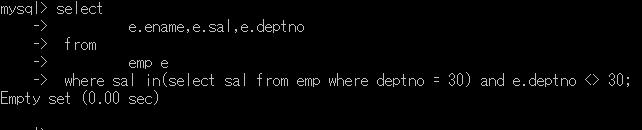 mysql> select
    ->         e.ename,e.sal,e.deptno
    -> from
    ->         emp e
    -> where sal in(select sal from emp where deptno = 30) and e.deptno <> 30;
Empty set (0.00 sec)